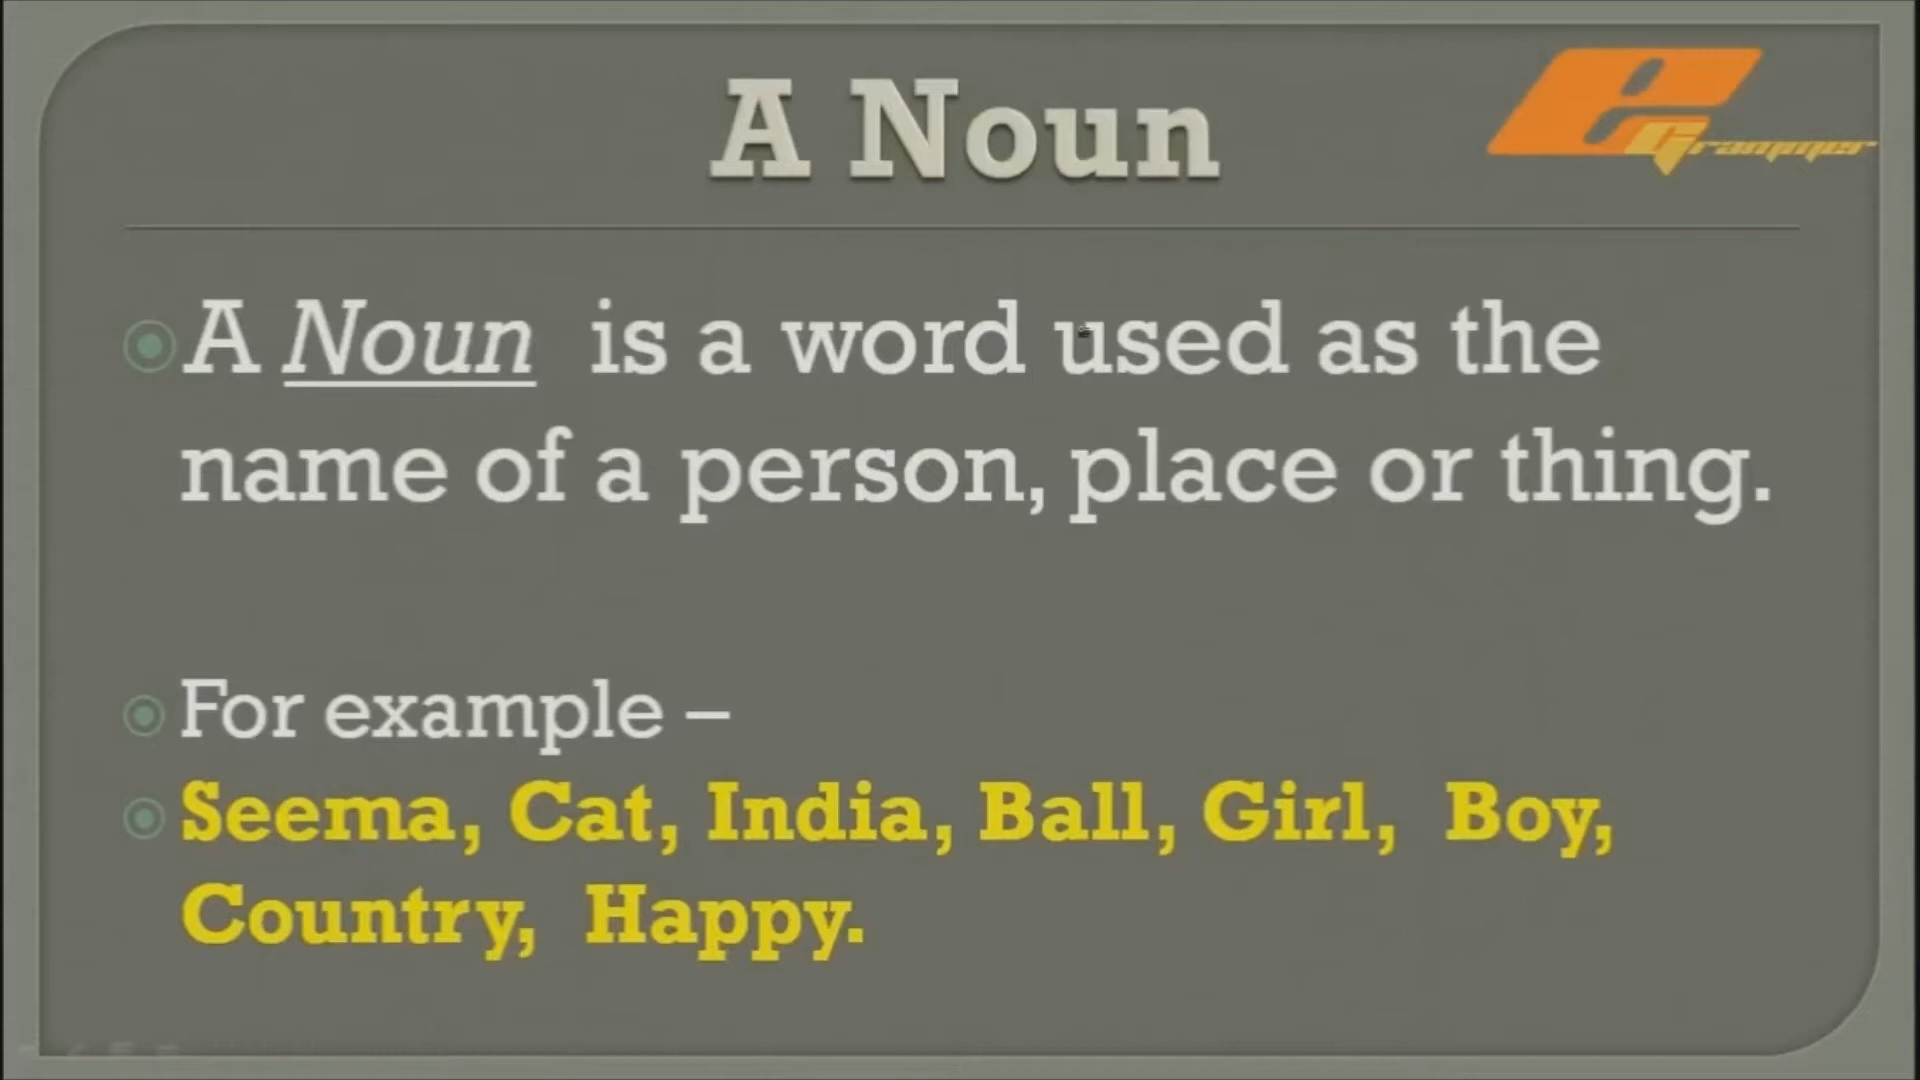 A Noun
e Grammer
A Noun is a word used as the
name of a person, place or thing.
For example –
Seema, Cat, India, Ball, Girl, Boy,
Country, Happy.